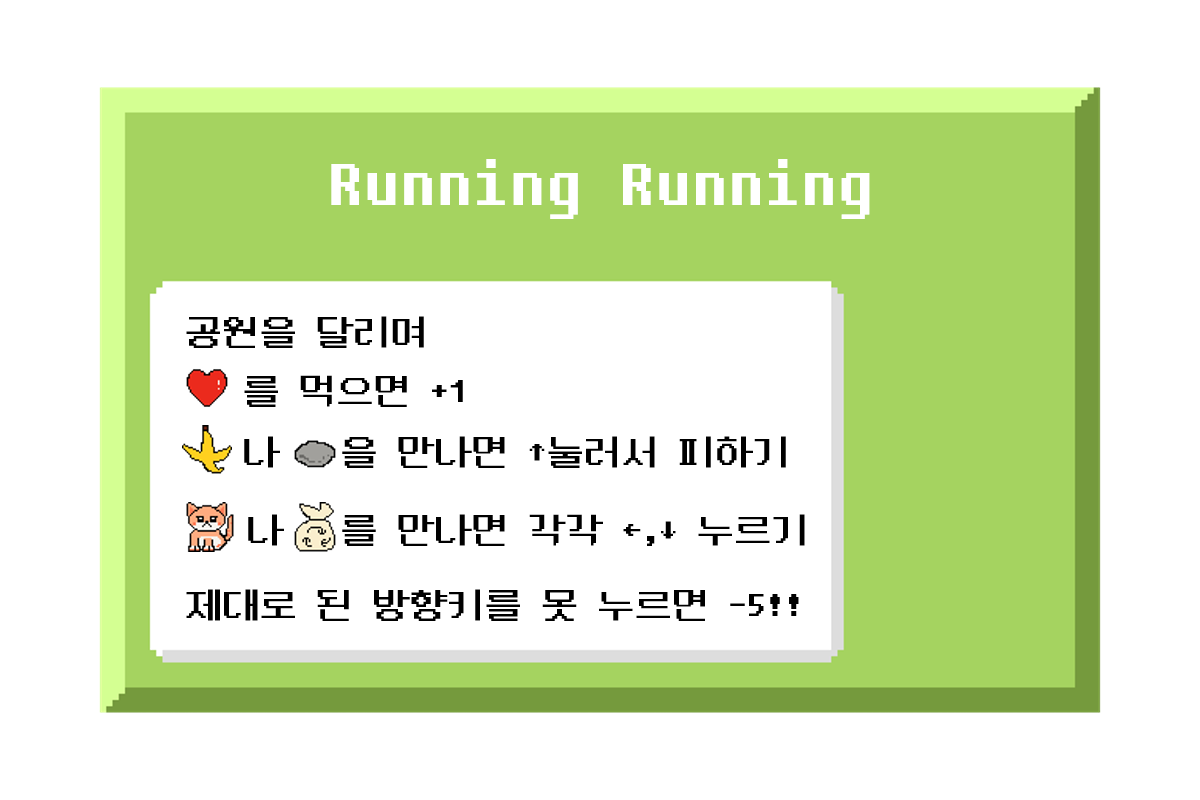 Running Running
공원을 달리며
를 먹으면 +1
나 을 만나면 ↑눌러서 피하기
나 를 만나면 각각 ←,↓ 누르기
제대로 된 방향키를 못 누르면 -5!!